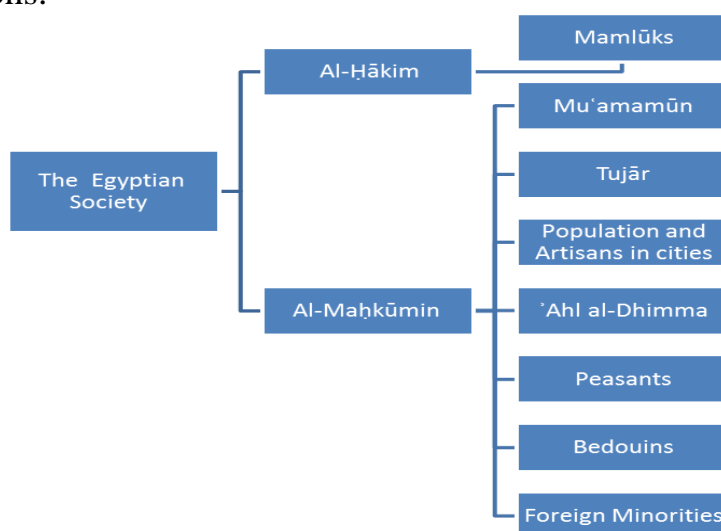 The Egyptian
Society
Al-Ḥākim
Al-Maḥkūmin
Mamlūks
Muʿamamūn
Tujār
Population and
Artisans in cities
ʾAhl al-Dhimma
Peasants
Bedouins
Foreign Minorities